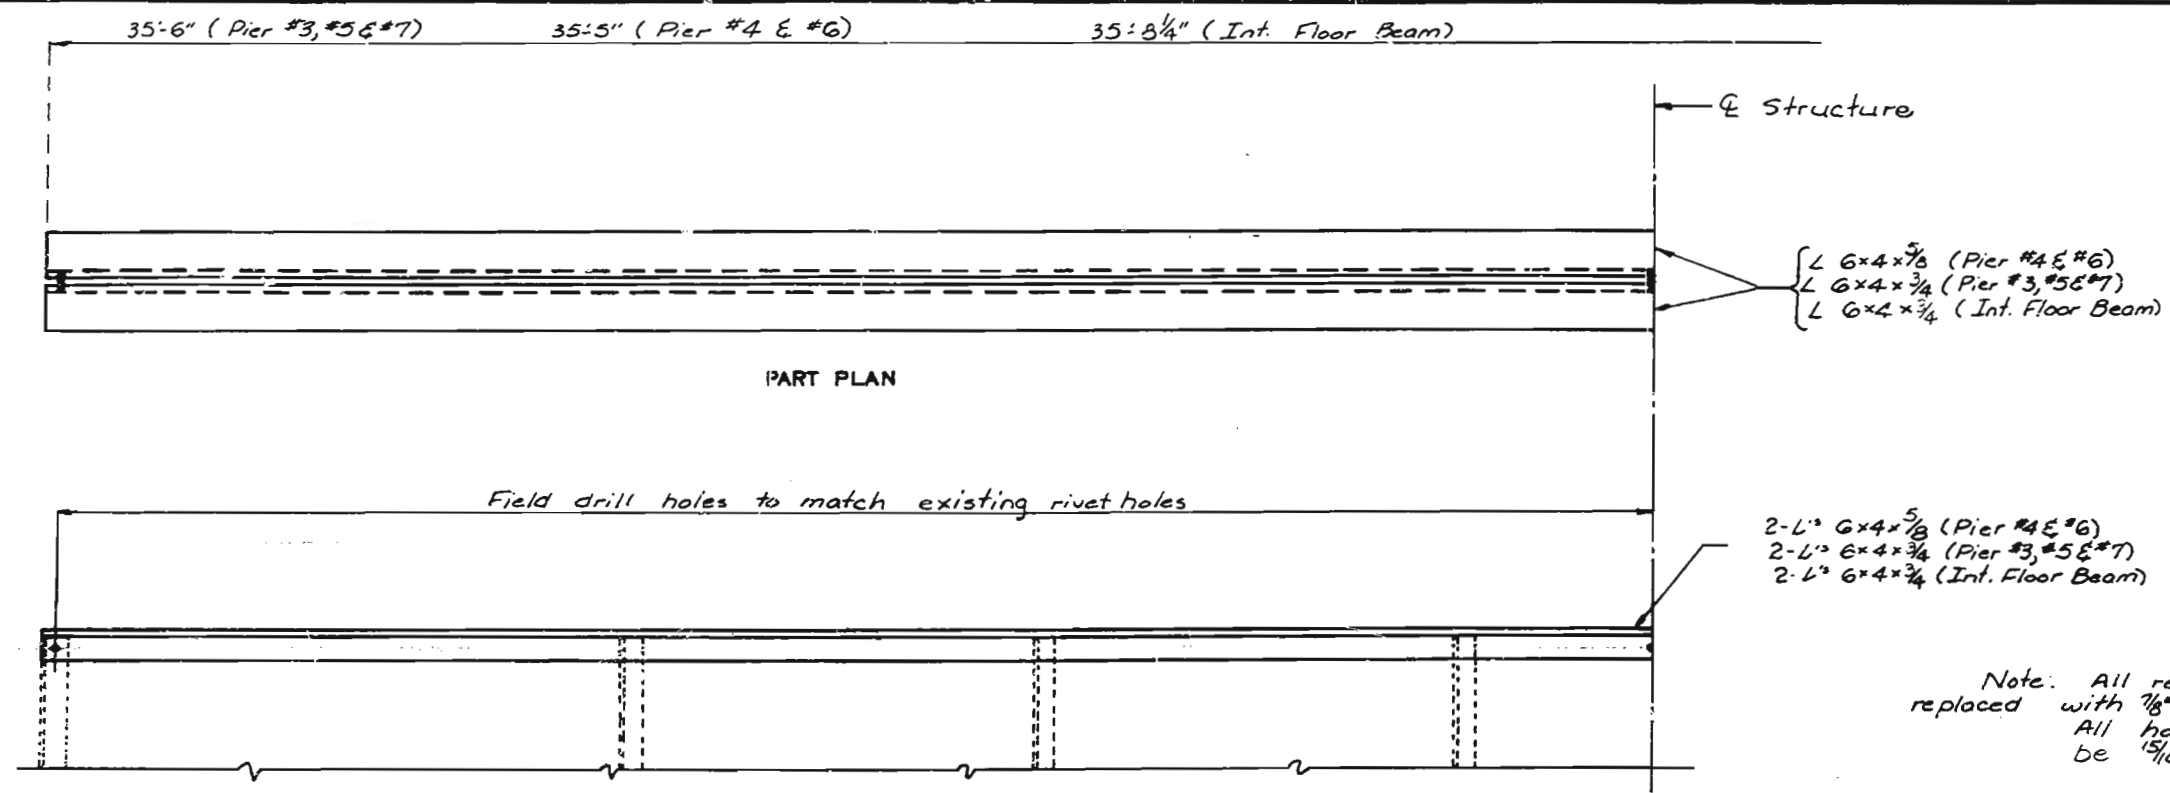 35'-6" (Pier #3, #5 & #7) 35'-5" (Pier #4 & #6) 35'-8¼" (Int. Floor Beam)
℄ Structure
L 6×4×5/8 (Pier #4 & #6)
L 6×4×3/4 (Pier #3, #5 & #7)
L 6×4×3/4 (Int. Floor Beam)
PART PLAN
Field drill holes to match existing rivet holes
2-L's 6×4×5/8 (Pier #4 & #6)
2-L's 6×4×3/4 (Pier #3, #5 & #7)
2-L's 6×4×3/4 (Int. Floor Beam)
Note: All
replaced with 7/8"
All
be